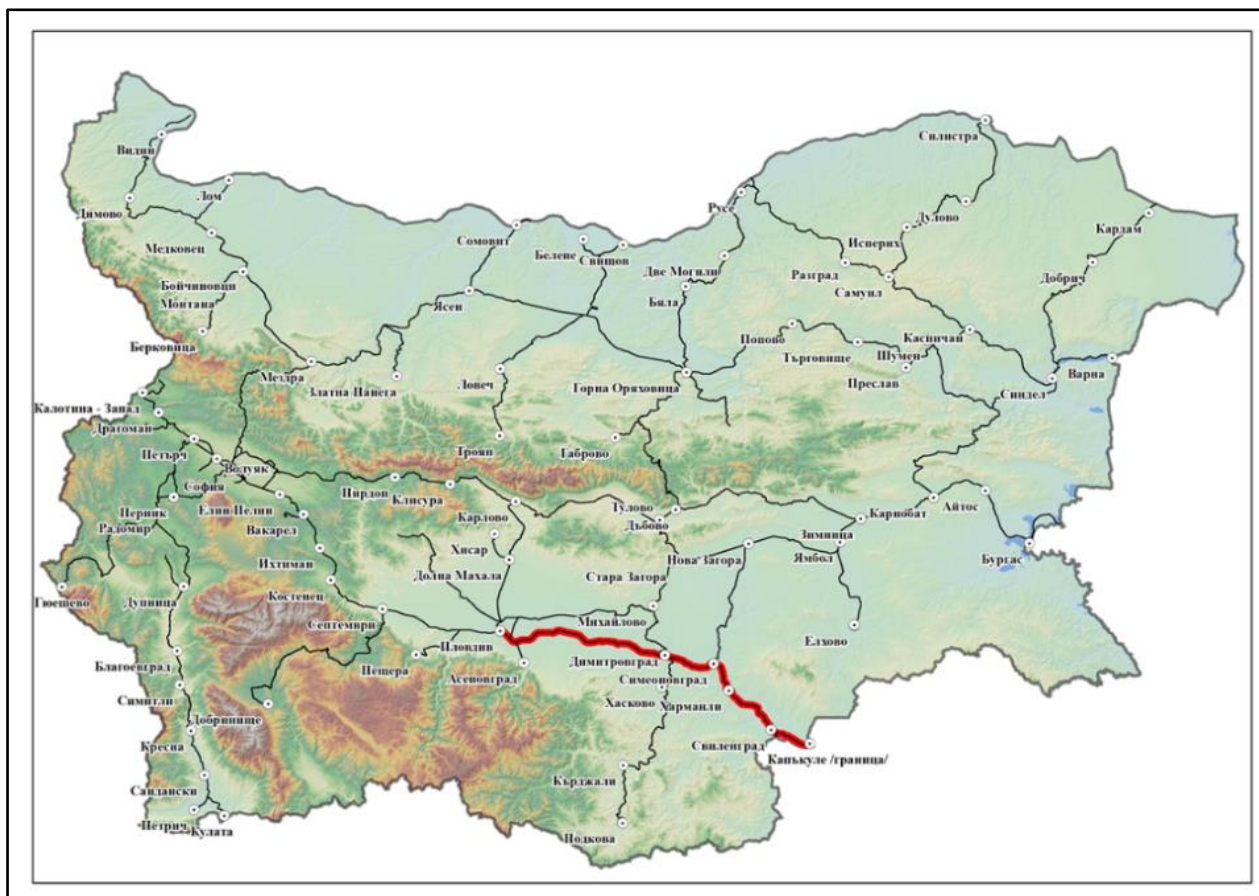 Видин
Силистра
Лом
Русе
Димово
Дулово
Кардам
Сомовит
Медковец
Белене
Исперих
Свищов
Две Могили
Разград
Добрич
Бойчиновци
Самуил
Монтана
Ясен
Бяла
Попово
Каспичан
Берковица
Търговище
Шумен
Мездра
Варна
Златна Панега
Ловеч
Горна Оряховица
Преслав
Синдел
Калотина - Запад
Драгоман
Петърч
Троян
Габрово
Волуяк
София
Пирдоп
Клисура
Елин Пелин
Тулово
Айтос
Перник
Карлово
Дъбово
Карнобат
Радомир
Вакарел
Зимница
Хисар
Нова Загора
Ямбол
Бургас
Ихтиман
Долна Махала
Стара Загора
Гюешево
Дупница
Костенец
Септември
Михайлово
Елхово
Пловдив
Димитровград
Благоевград
Пещера
Асеновград
Симеоновград
Симитли
Хасково
Харманли
Добринище
Кресна
Свиленград
Капъкуле /граница/
Кърджали
Сандански
Петрич
Кулата
Подкова